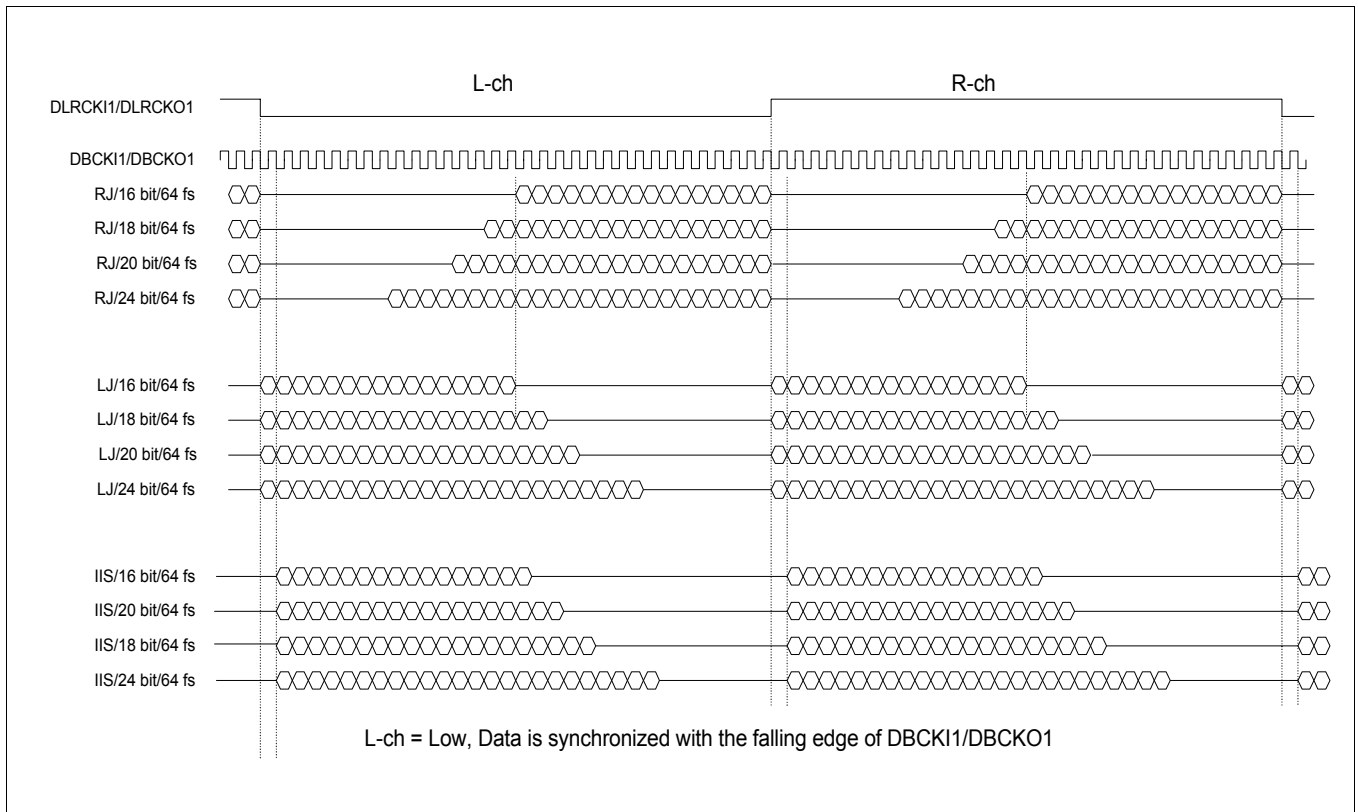 L-ch R-ch
DLRCKI1/DLRCKO1
DBCKI1/DBCKO1
RJ/16 bit/64 fs
RJ/18 bit/64 fs
RJ/20 bit/64 fs
RJ/24 bit/64 fs
LJ/16 bit/64 fs
LJ/18 bit/64 fs
LJ/20 bit/64 fs
LJ/24 bit/64 fs
IIS/16 bit/64 fs
IIS/20 bit/64 fs
IIS/18 bit/64 fs
IIS/24 bit/64 fs
L-ch = Low, Data is synchronized with the falling edge of DBCKI1/DBCKO1